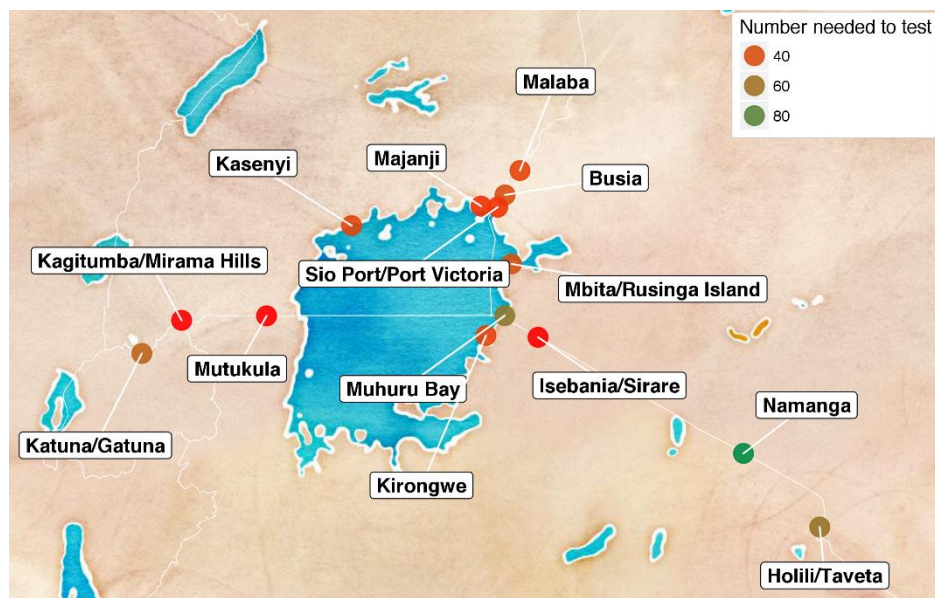 Number needed to test
40
60
80
Malaba
Kasenyi
Majanji
Busia
Kagitumba/Mirama Hills
Sio Port/Port Victoria
Mbita/Rusinga Island
Mutukula
Muhuru Bay
Isebania/Sirare
Namanga
Katuna/Gatuna
Kirongwe
Holili/Taveta